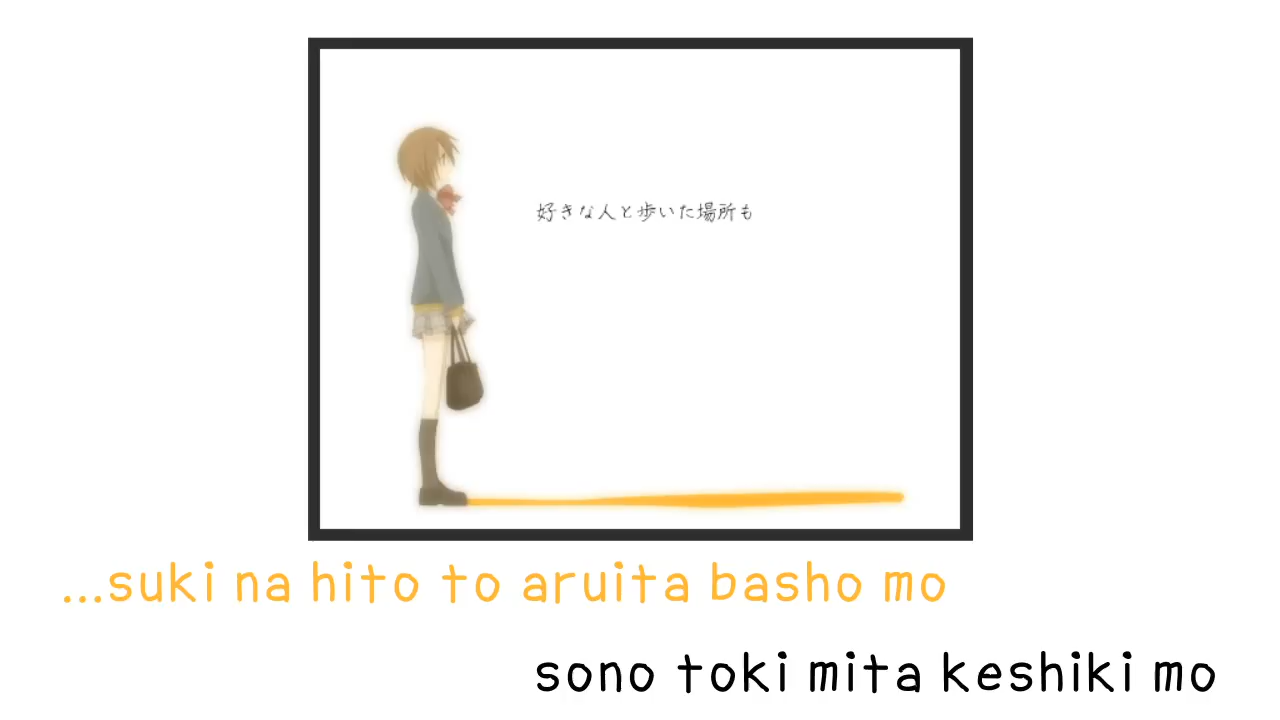 好きな人と歩いた場所も
...suki na hito to aruita basho mo
sono toki mita keshiki mo